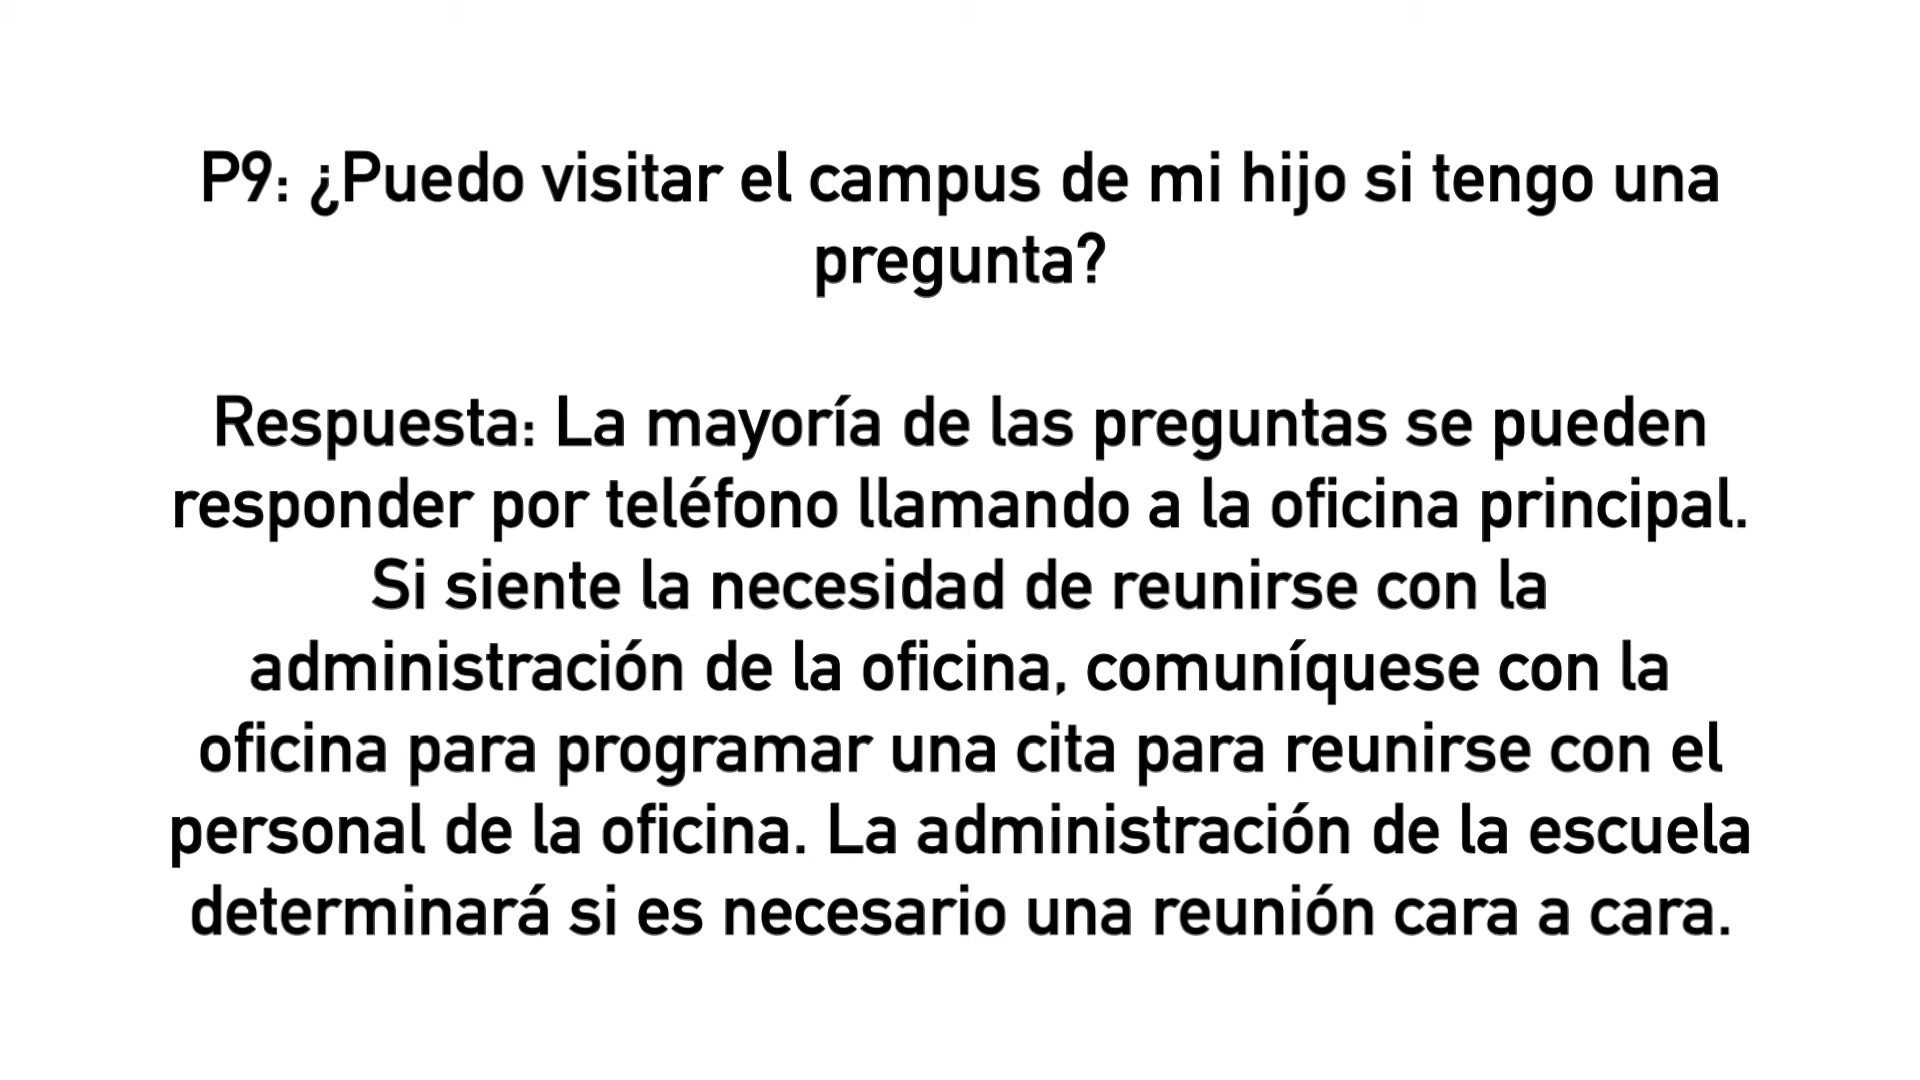 P9: ¿Puedo visitar el campus de mi hijo si tengo una
pregunta?
Respuesta: La mayoría de las preguntas se pueden
responder por teléfono llamando a la oficina principal.
Si siente la necesidad de reunirse con la
administración de la oficina, comuníquese con la
oficina para programar una cita para reunirse con el
personal de la oficina. La administración de la escuela
determinará si es necesario una reunión cara a cara.